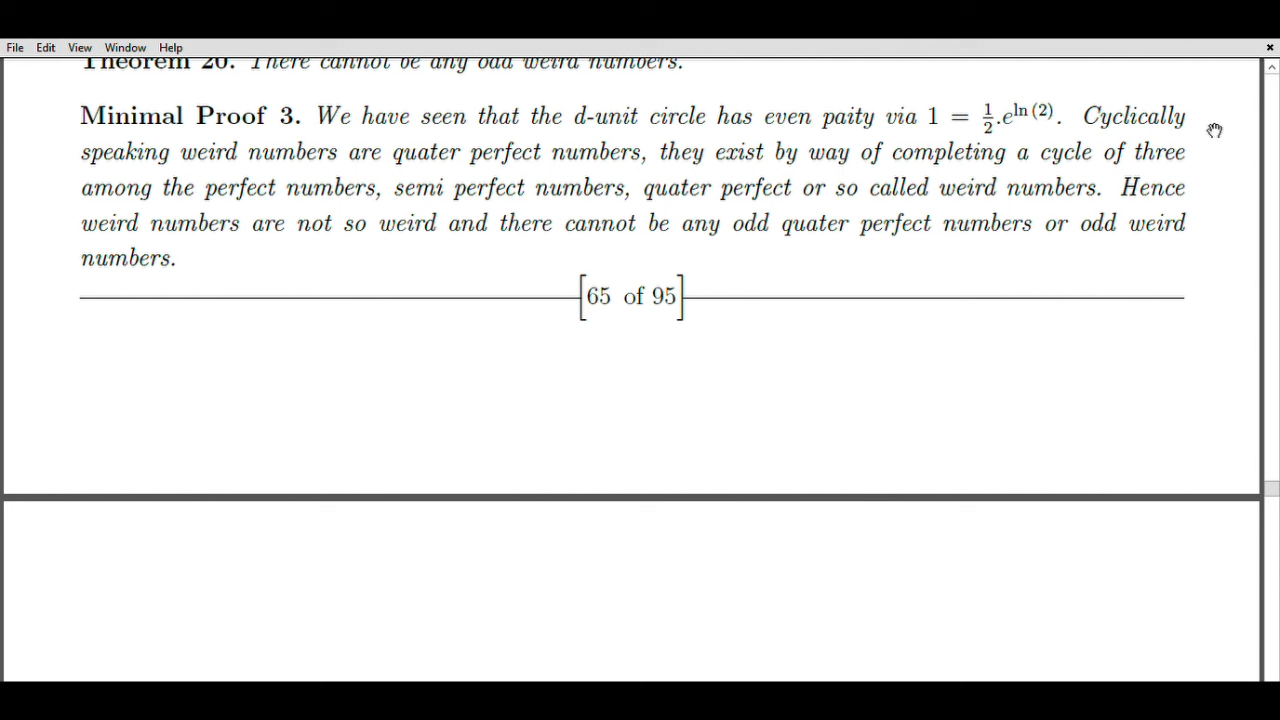 File Edit View Window Help
Theorem 20. There cannot be any odd weird numbers.
Minimal Proof 3. We have seen that the d-unit circle has even paity via 1 = 1/2.e^ln (2). Cyclically
speaking weird numbers are quater perfect numbers, they exist by way of completing a cycle of three
among the perfect numbers, semi perfect numbers, quater perfect or so called weird numbers. Hence
weird numbers are not so weird and there cannot be any odd quater perfect numbers or odd weird
numbers.
[65 of 95]